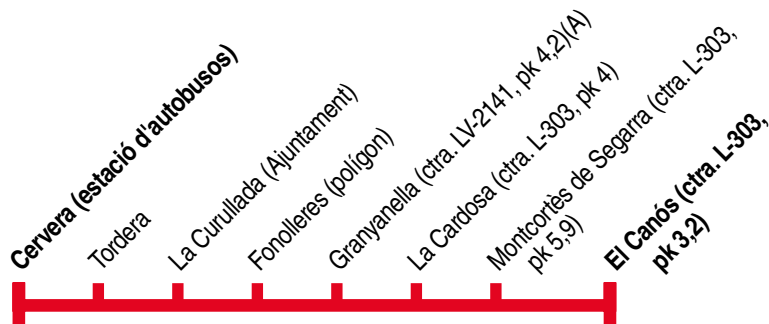 Cervera (estació d'autobusos)
Tordera
La Curullada (Ajuntament)
Fonolleres (polígon)
Granyanella (ctra. LV-2141, pk 4,2)(A)
La Cardosa (ctra. L-303, pk 4)
Montcortès de Segarra (ctra. L-303,
pk 5,9)
El Canós (ctra. L-303,
pk 3,2)